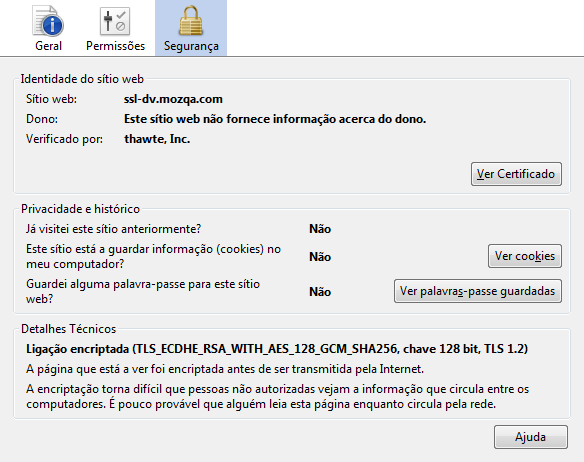 Geral Permissões Segurança
Identidade do sítio web
Sítio web: ssl-dv.mozqa.com
Dono: Este sítio web não fornece informação acerca do dono.
Verificado por: thawte, Inc.
Ver Certificado
Privacidade e histórico
Já visitei este sítio anteriormente? Não
Este sítio está a guardar informação (cookies) no
meu computador? Não Ver cookies
Guardei alguma palavra-passe para este sítio
web? Não Ver palavras-passe guardadas
Detalhes Técnicos
Ligação encriptada (TLS_ECDHE_RSA_WITH_AES_128_GCM_SHA256, chave 128 bit, TLS 1.2)
A página que está a ver foi encriptada antes de ser transmitida pela Internet.
A encriptação torna difícil que pessoas não autorizadas vejam a informação que circula entre os
computadores. É pouco provável que alguém leia esta página enquanto circula pela rede.
Ajuda